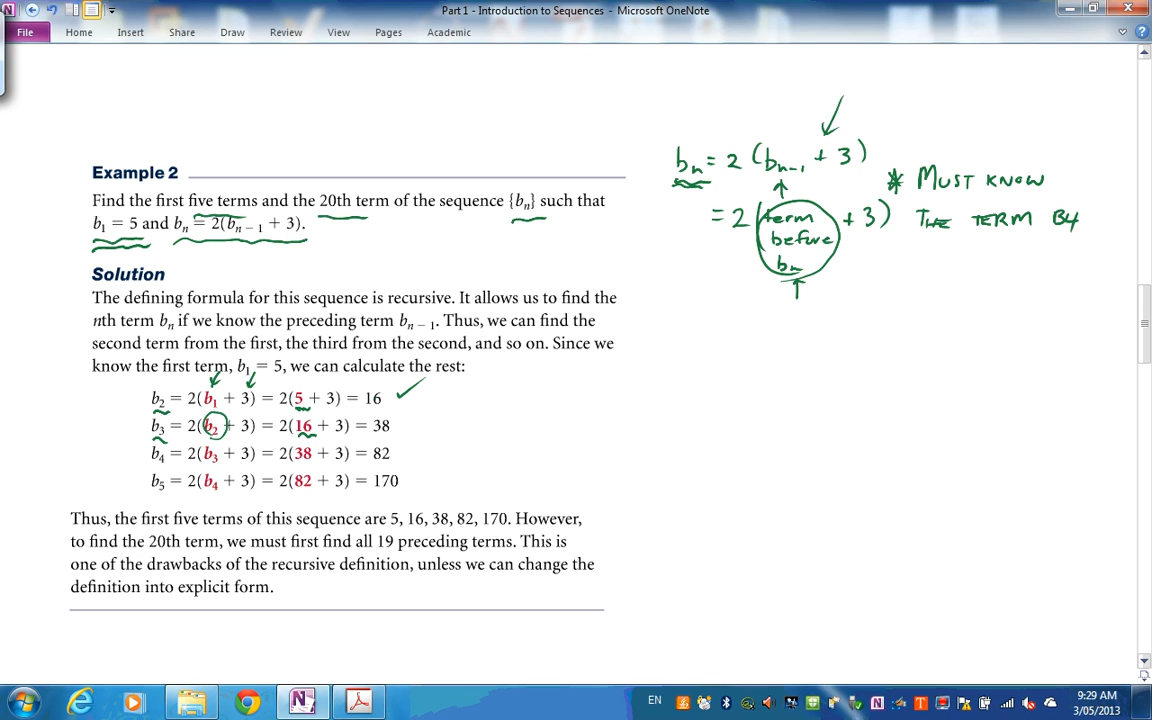 Part 1 - Introduction to Sequences - Microsoft OneNote
File Home Insert Share Draw Review View Pages Academic
Example 2
Find the first five terms and the 20th term of the sequence {bₙ} such that
b₁ = 5 and bₙ = 2(bₙ ₋ ₁ + 3).
Solution
The defining formula for this sequence is recursive. It allows us to find the
nth term bₙ if we know the preceding term bₙ ₋ ₁. Thus, we can find the
second term from the first, the third from the second, and so on. Since we
know the first term, b₁ = 5, we can calculate the rest:
b₂ = 2(b₁ + 3) = 2(5 + 3) = 16
b₃ = 2(b₂ + 3) = 2(16 + 3) = 38
b₄ = 2(b₃ + 3) = 2(38 + 3) = 82
b₅ = 2(b₄ + 3) = 2(82 + 3) = 170
Thus, the first five terms of this sequence are 5, 16, 38, 82, 170. However,
to find the 20th term, we must first find all 19 preceding terms. This is
one of the drawbacks of the recursive definition, unless we can change the
definition into explicit form.
bₙ = 2 (bₙ₋₁ + 3)
= 2 (term before bₙ + 3)
* MUST KNOW
THE TERM BY
EN
9:29 AM
3/05/2013